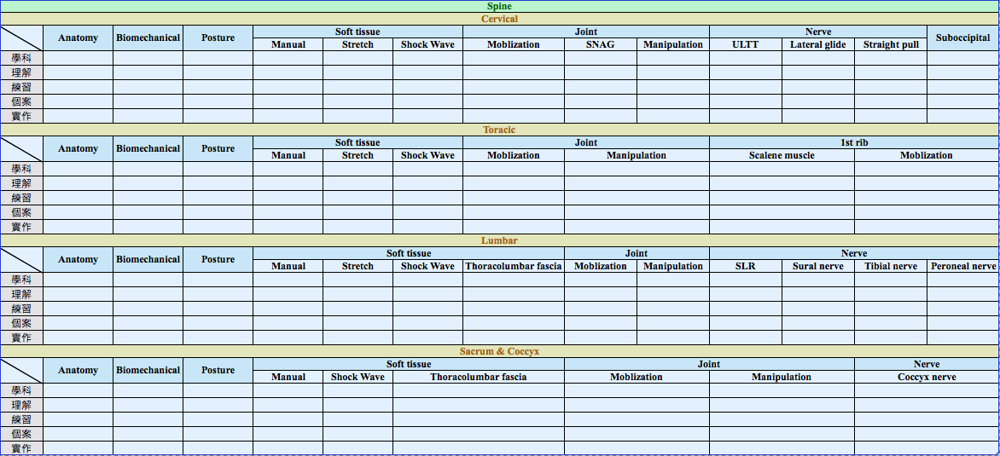 Spine
Cervical
Anatomy Biomechanical Posture Soft tissue Joint Nerve Suboccipital
Manual Stretch Shock Wave Moblization SNAG Manipulation ULTT Lateral glide Straight pull
學科
理解
練習
個案
實作
Toracic
Anatomy Biomechanical Posture Soft tissue Joint 1st rib
Manual Stretch Shock Wave Moblization Manipulation Scalene muscle Moblization
學科
理解
練習
個案
實作
Lumbar
Anatomy Biomechanical Posture Soft tissue Joint Nerve
Manual Stretch Shock Wave Thoracolumbar fascia Moblization Manipulation SLR Sural nerve Tibial nerve Peroneal nerve
學科
理解
練習
個案
實作
Sacrum & Coccyx
Anatomy Biomechanical Posture Soft tissue Joint Nerve
Manual Shock Wave Thoracolumbar fascia Moblization Manipulation Coccyx nerve
學科
理解
練習
個案
實作